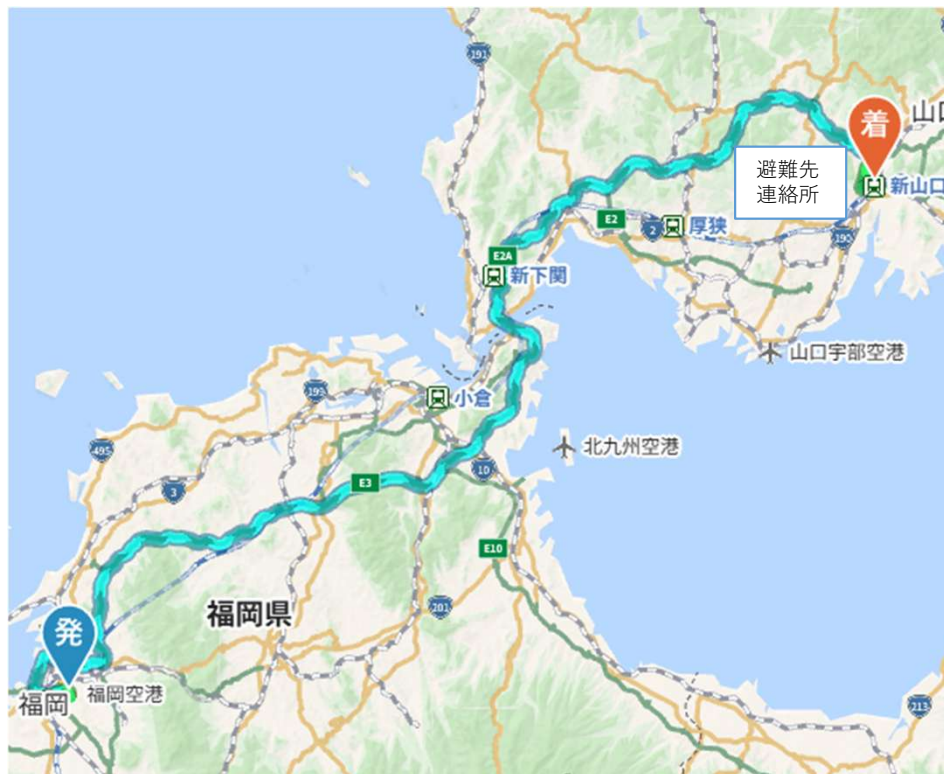 191
着
山口
避難先
連絡所
新山口
E2
2
厚狭
190
E2A
新下関
山口宇部空港
199
小倉
北九州空港
495
3
E3
10
E10
201
福岡県
発
福岡空港
福岡
213